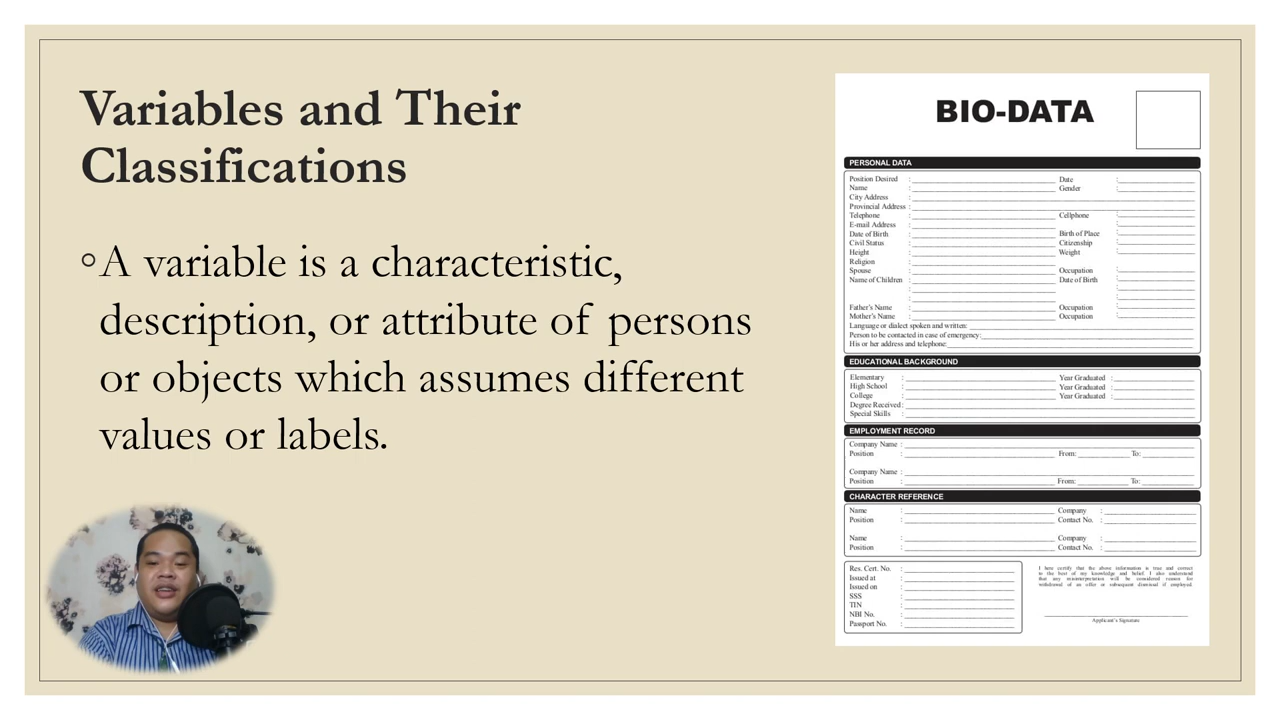 Variables and Their
Classifications
◦A variable is a characteristic,
description, or attribute of persons
or objects which assumes different
values or labels.
BIO-DATA
PERSONAL DATA
Position Desired : Date :
Name : Gender :
City Address :
Provincial Address :
Telephone : Cellphone :
E-mail Address :
Date of Birth : Birth of Place :
Civil Status : Citizenship :
Height : Weight :
Religion :
Spouse : Occupation :
Name of Children : Date of Birth :
: :
: :
Father's Name : Occupation :
Mother's Name : Occupation :
Language or dialect spoken and written:
Person to be contacted in case of emergency:
His or her address and telephone:
EDUCATIONAL BACKGROUND
Elementary : Year Graduated :
High School : Year Graduated :
College : Year Graduated :
Degree Received :
Special Skills :
EMPLOYMENT RECORD
Company Name :
Position : From: To:
Company Name :
Position : From: To:
CHARACTER REFERENCE
Name : Company :
Position : Contact No. :
Name : Company :
Position : Contact No. :
Res. Cert. No. :
Issued at :
Issued on :
SSS :
TIN :
NBI No. :
Passport No. :
I here certify that the above information is true and correct
to the best of my knowledge and belief. I also understand
that any misinterpretation will be considered reason for
withdrawal of an offer or subsequent dismissal if employed.
Applicant's Signature